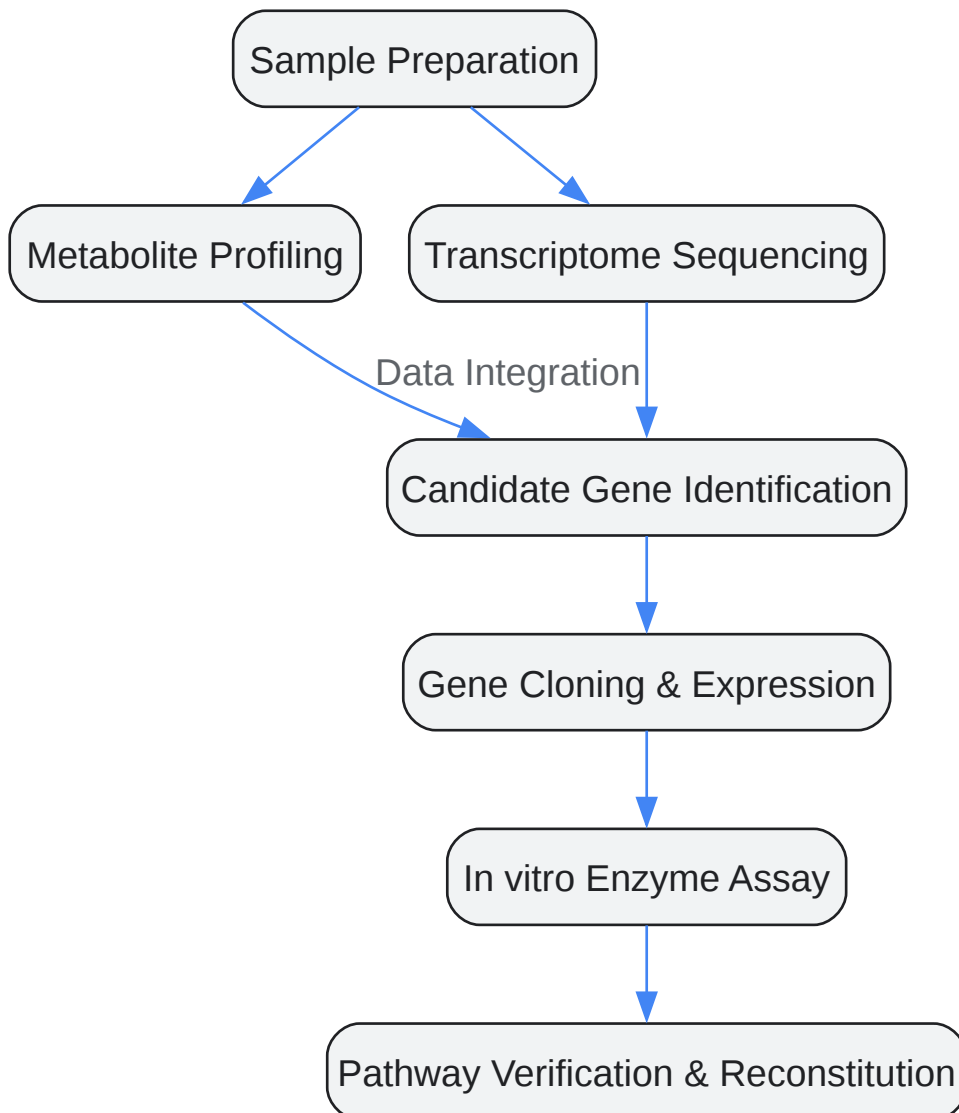 Sample Preparation
Metabolite Profiling
Transcriptome Sequencing
Data Integration
Candidate Gene Identification
Gene Cloning & Expression
In vitro Enzyme Assay
Pathway Verification & Reconstitution